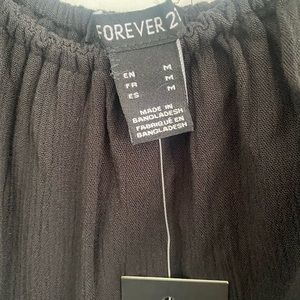 FOREVER 2
EN M
FR M
ES M
MADE IN
BANGLADESH
FABRIQUÉ EN
BANGLADESH